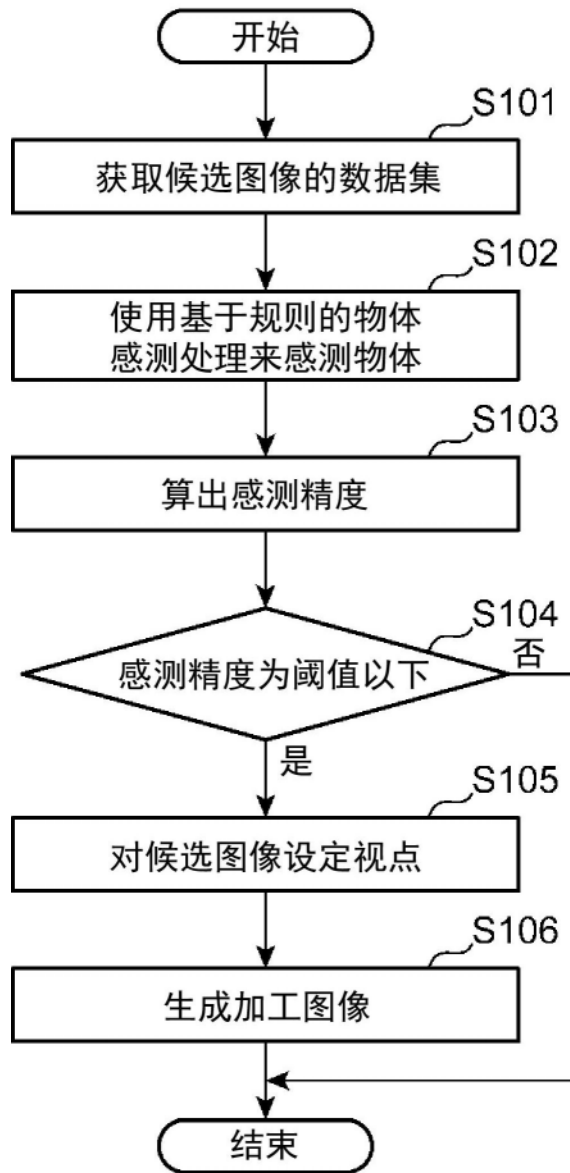 开始
S101
获取候选图像的数据集
S102
使用基于规则的物体
感测处理来感测物体
S103
算出感测精度
S104
感测精度为阈值以下
否
是
S105
对候选图像设定视点
S106
生成加工图像
结束